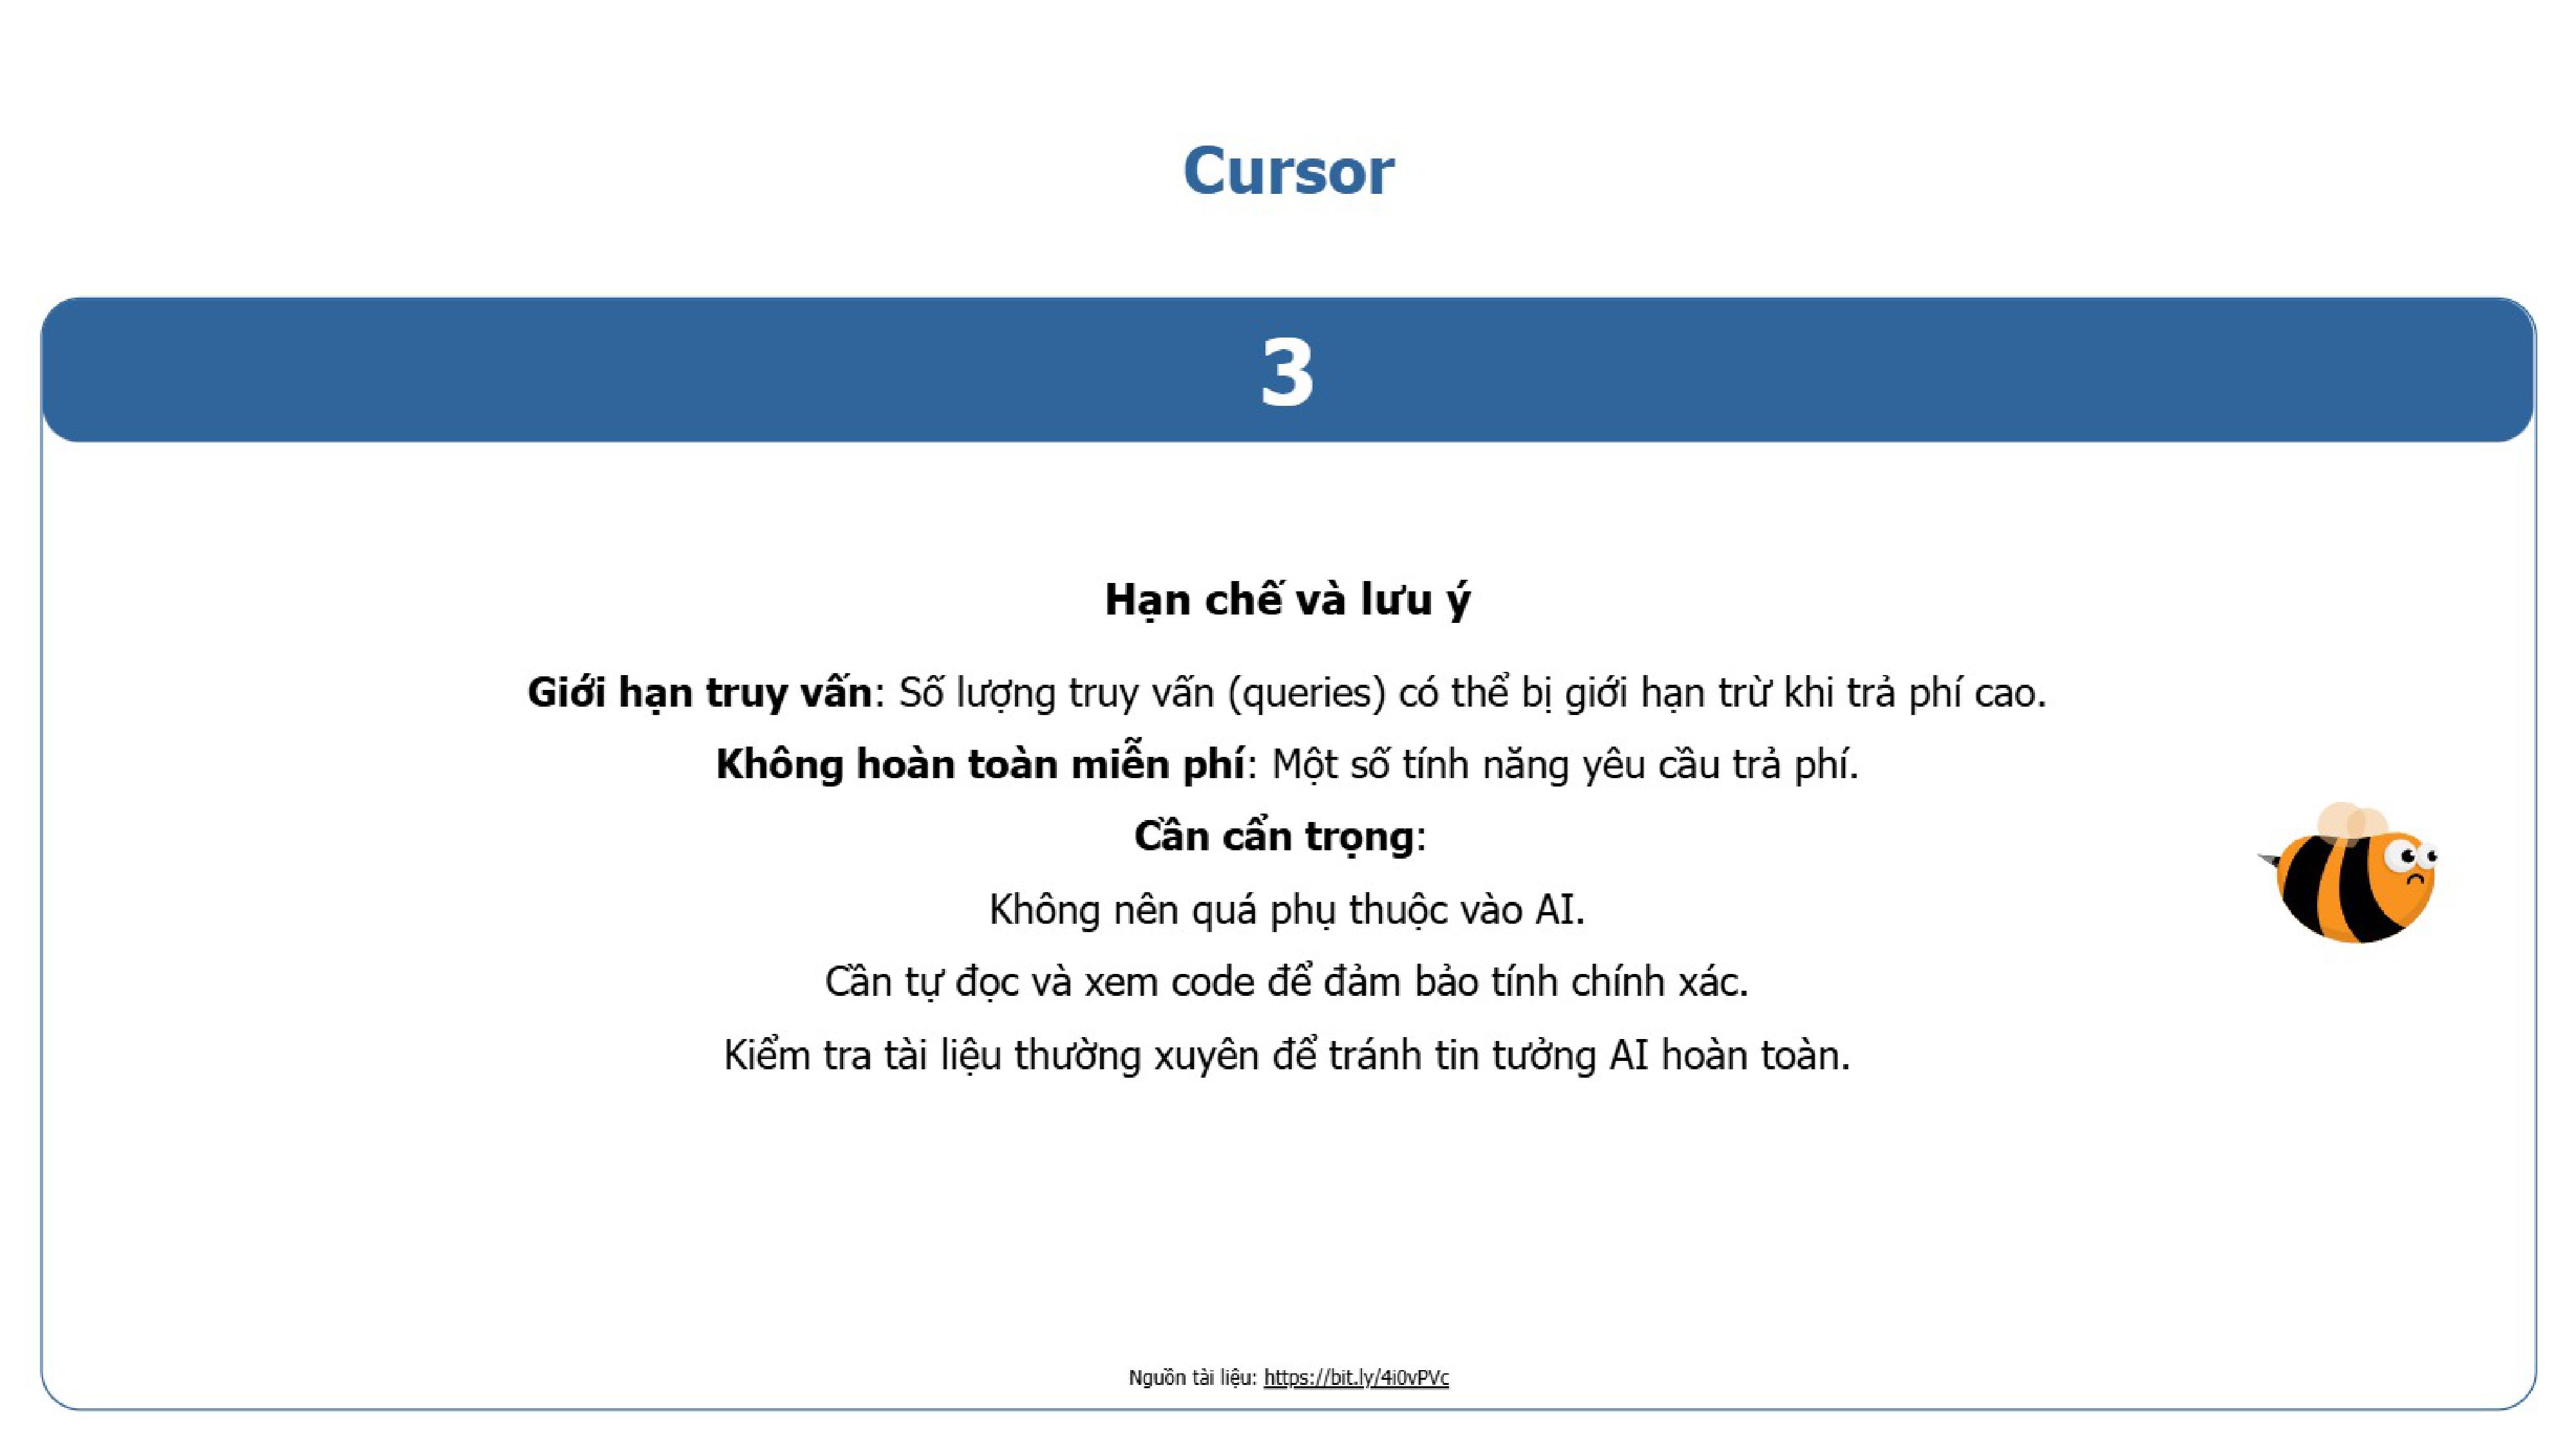 Cursor
3
Hạn chế và lưu ý
Giới hạn truy vấn: Số lượng truy vấn (queries) có thể bị giới hạn trừ khi trả phí cao.
Không hoàn toàn miễn phí: Một số tính năng yêu cầu trả phí.
Cần cẩn trọng:
Không nên quá phụ thuộc vào AI.
Cần tự đọc và xem code để đảm bảo tính chính xác.
Kiểm tra tài liệu thường xuyên để tránh tin tưởng AI hoàn toàn.
Nguồn tài liệu: https://bit.ly/4i0vPVc